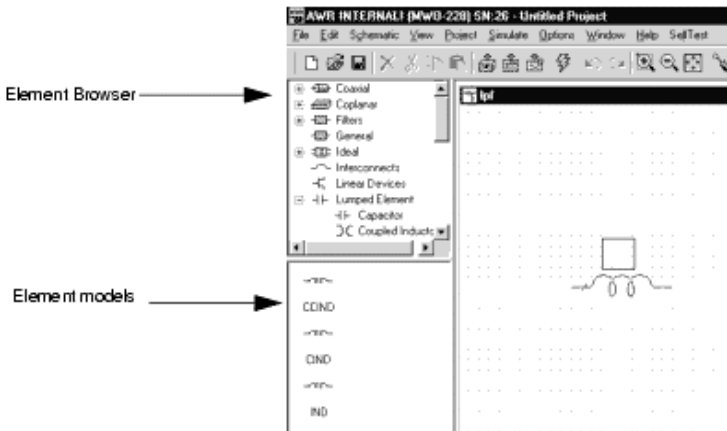 AWR INTERNAL! (MWO-228) SN:26 - Untitled Project
File Edit Schematic View Project Simulate Options Window Help SelfTest
Element Browser
Coaxial
Coplanar
Filters
General
Ideal
Interconnects
Linear Devices
Lumped Element
Capacitor
Coupled Inducto
lpf
Element models
CCIND
CIND
IND